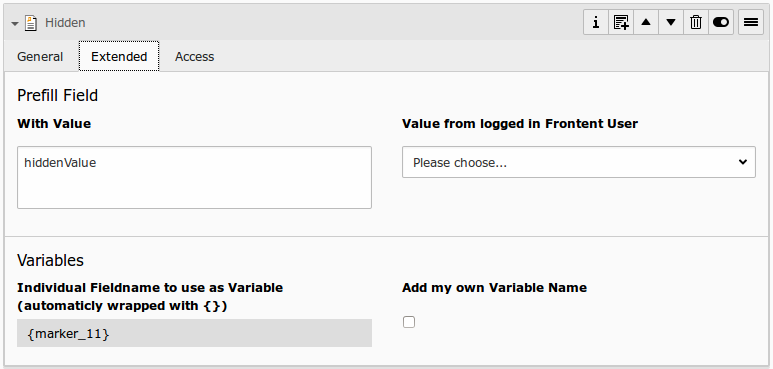 Hidden
General Extended Access
Prefill Field
With Value Value from logged in Frontent User
hiddenValue Please choose...
Variables
Individual Fieldname to use as Variable Add my own Variable Name
(automaticly wrapped with {})
{marker_11}